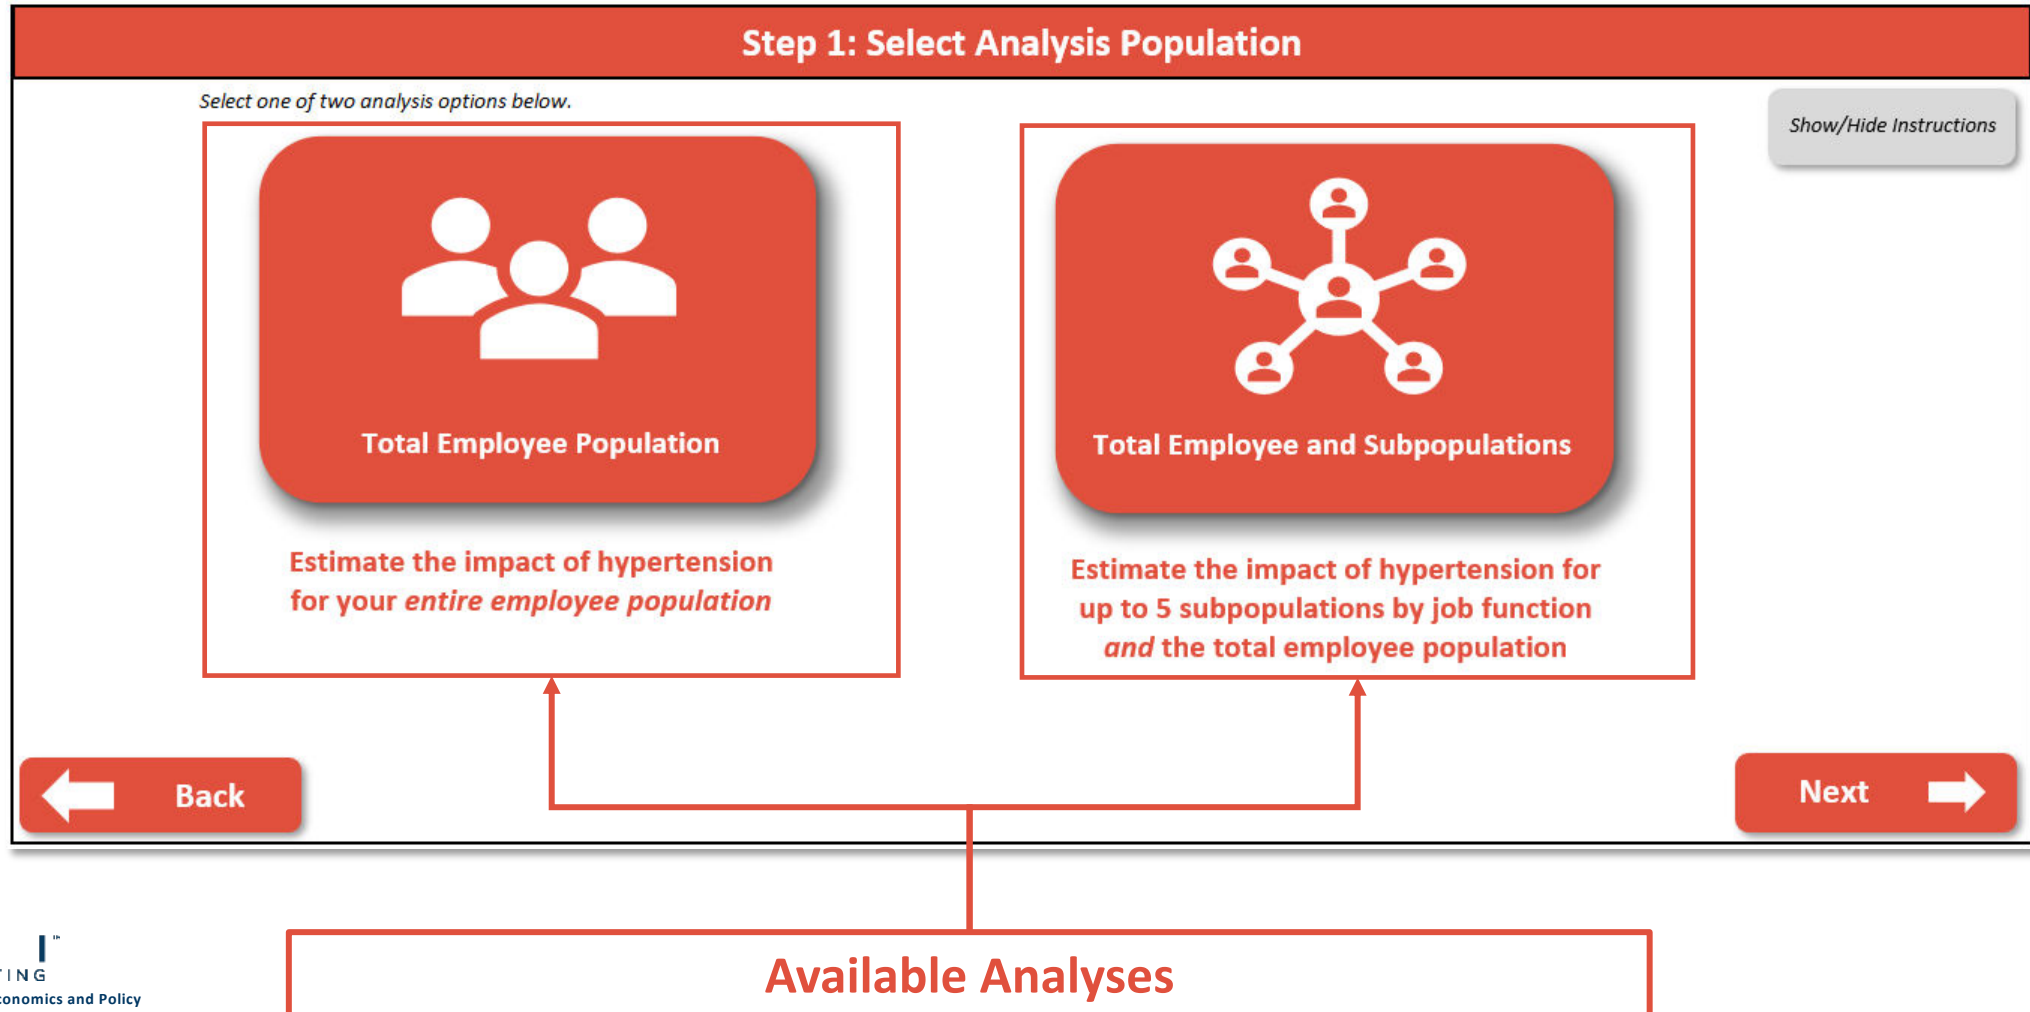 Step 1: Select Analysis Population
Select one of two analysis options below.
Show/Hide Instructions
Total Employee Population
Total Employee and Subpopulations
Estimate the impact of hypertension
for your entire employee population
Estimate the impact of hypertension for
up to 5 subpopulations by job function
and the total employee population
Back
Next
Available Analyses
and Policy